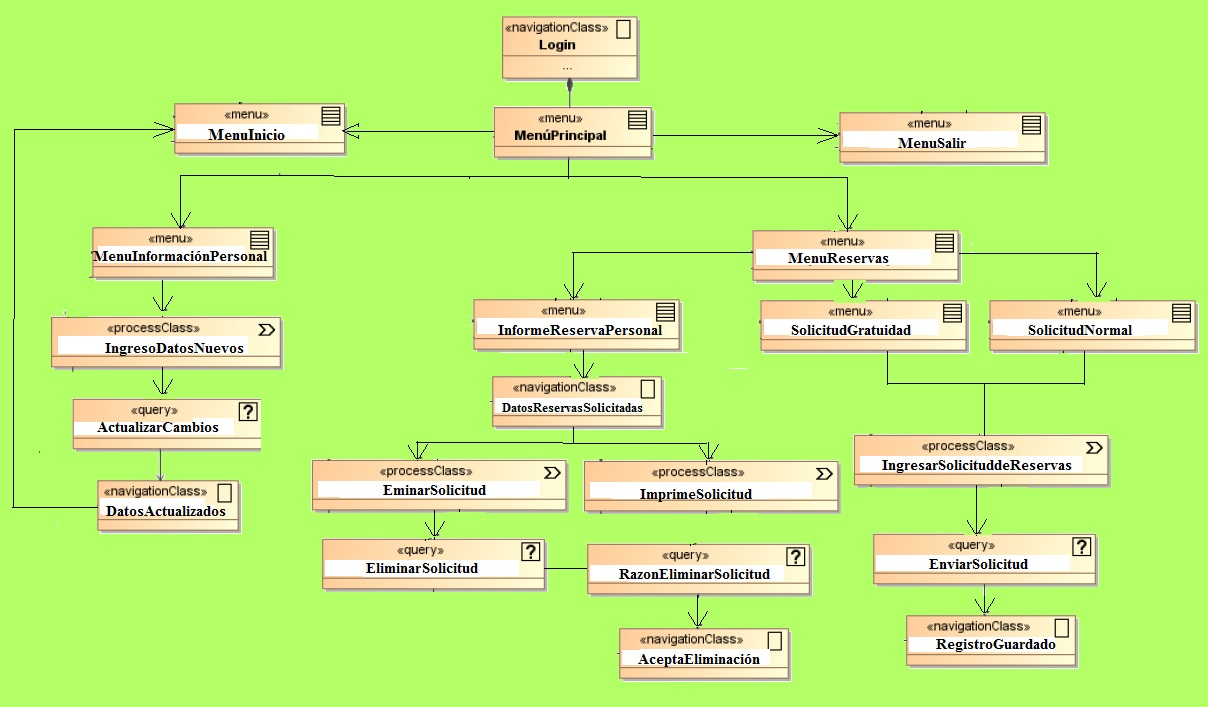 «navigationClass»
Login
...
«menu»
MenuInicio
«menu»
MenúPrincipal
«menu»
MenuSalir
«menu»
MenuInformaciónPersonal
«menu»
MenuReservas
«processClass»
IngresoDatosNuevos
«menu»
InformeReservaPersonal
«menu»
SolicitudGratuidad
«menu»
SolicitudNormal
«query»
?
ActualizarCambios
«navigationClass»
DatosReservasSolicitadas
«navigationClass»
DatosActualizados
«processClass»
EminarSolicitud
«processClass»
ImprimeSolicitud
«processClass»
IngresarSolicituddeReservas
«query»
?
EliminarSolicitud
«query»
?
RazonEliminarSolicitud
«query»
?
EnviarSolicitud
«navigationClass»
AceptaEliminación
«navigationClass»
RegistroGuardado